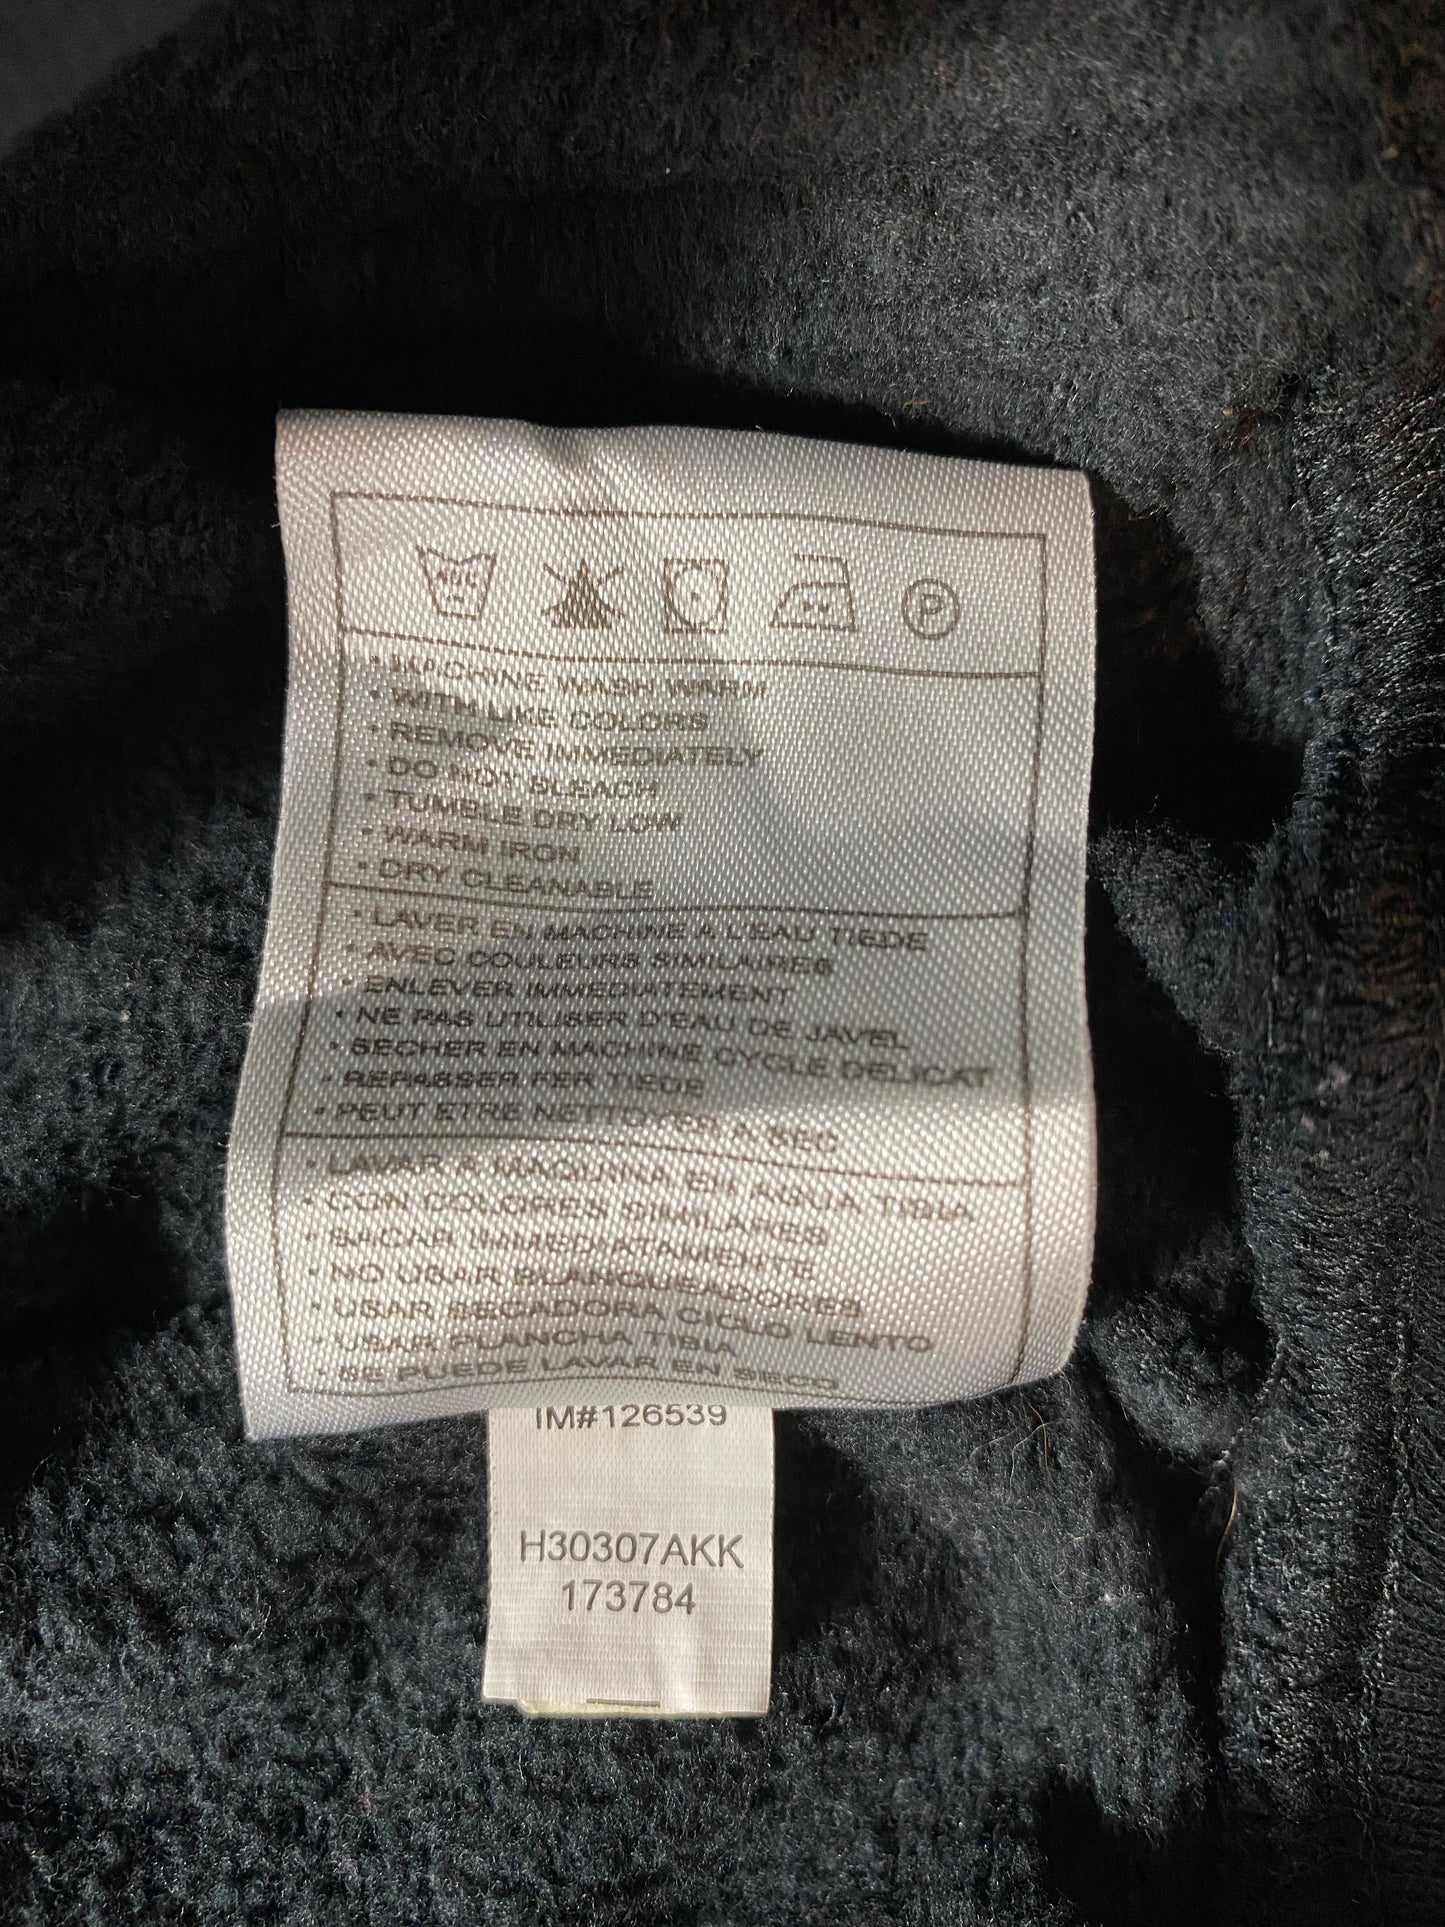 P
• MACHINE WASH WARM
• WITH LIKE COLORS
• REMOVE IMMEDIATELY
• DO NOT BLEACH
• TUMBLE DRY LOW
• WARM IRON
• DRY CLEANABLE
• LAVER EN MACHINE A L'EAU TIEDE
• AVEC COULEURS SIMILAIRES
• ENLEVER IMMEDIATEMENT
• NE PAS UTILISER D'EAU DE JAVEL
• SECHER EN MACHINE CYCLE DELICAT
• REPASSER FER TIEDE
• PEUT ETRE NETTOYER A SEC
• LAVAR A MAQUINA EN AGUA TIBIA
• CON COLORES SIMILARES
• SACAR IMMEDIATAMENTE
• NO USAR BLANQUEADORES
• USAR SECADORA CICLO LENTO
• USAR PLANCHA TIBIA
• SE PUEDE LAVAR EN SECO
IM#126539
H30307AKK
173784